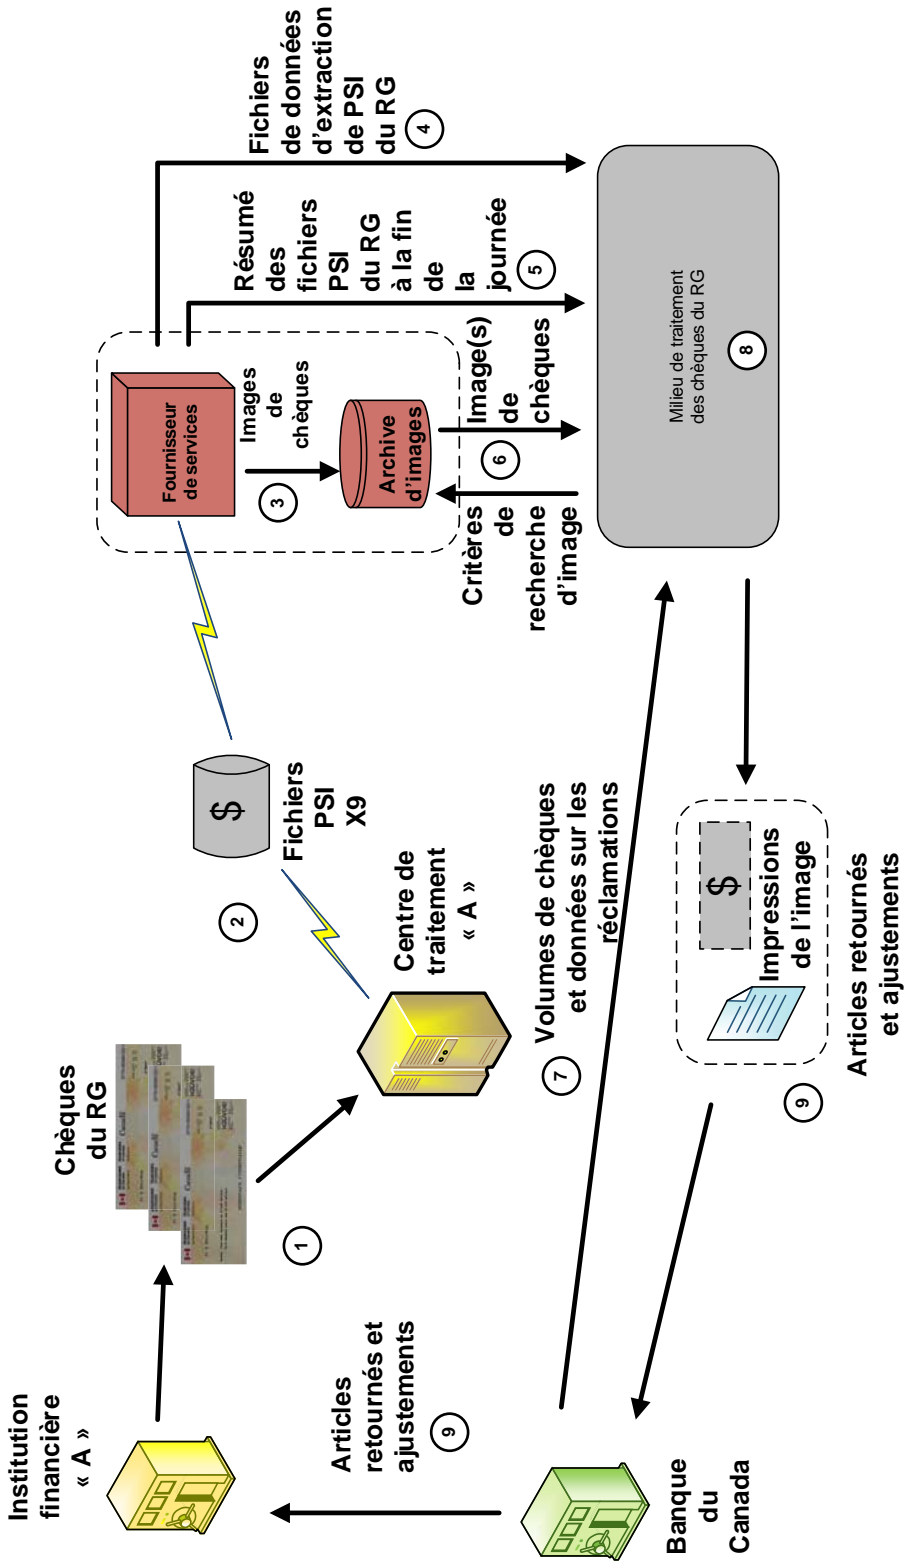 Institution
financière
« A »
Chèques
du RG
1
Centre de
traitement
« A »
2
$
Fichiers
PSI
X9
Fournisseur
de services
Images
de
chèques
3
Archive
d'images
Fichiers
de données
d'extraction
de PSI
du RG
4
Résumé
des
fichiers
PSI
du RG
à la fin
de
la
journée
5
Image(s)
de
chèques
6
Critères
de
recherche
d'image
Milieu de traitement
des chèques du RG
8
Volumes de chèques
et données sur les
réclamations
7
$
Impressions
de l'image
Articles retournés
et ajustements
9
Articles
retournés et
ajustements
9
Banque
du
Canada